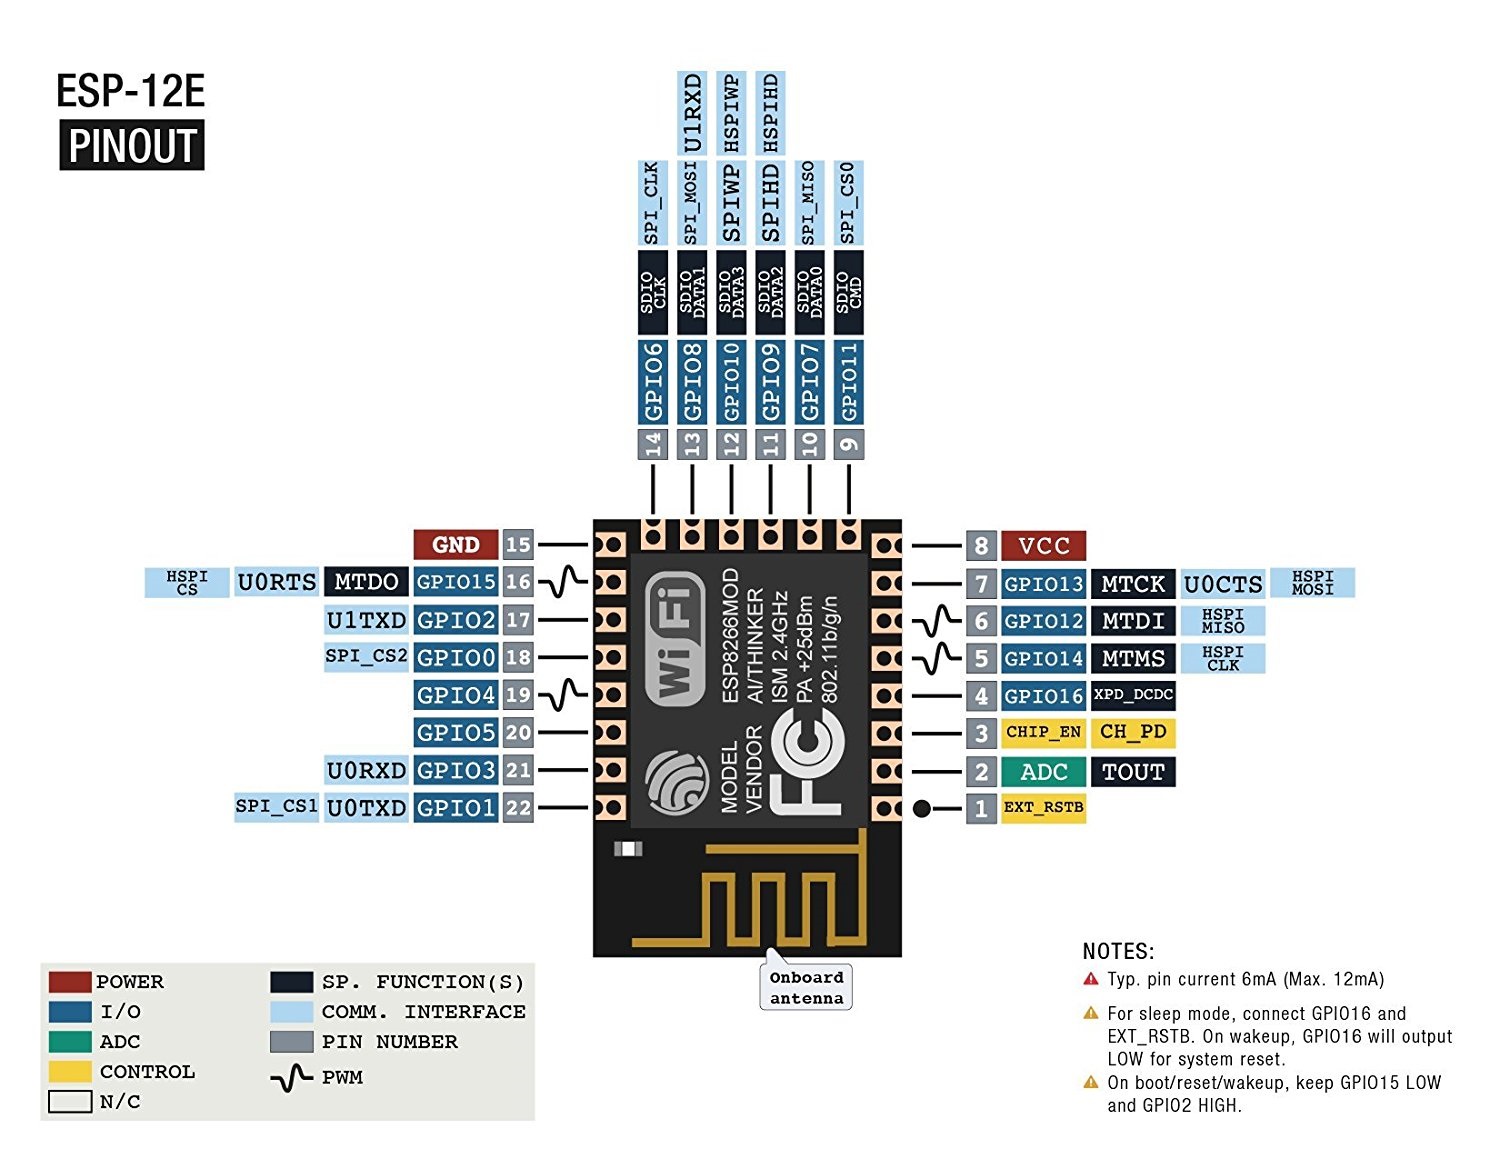 ESP-12E
PINOUT
U1RXD
HSPIWP
HSPIHD
SPI_CLK
SPI_MOSI
SPIWP
SPIHD
SPI_MISO
SPI_CS0
SDIO
CLK
SDIO
DATA1
SDIO
DATA3
SDIO
DATA2
SDIO
DATA0
SDIO
CMD
GPIO6
GPIO8
GPIO10
GPIO9
GPIO7
GPIO11
14
13
12
11
10
9
GND 15
HSPI
CS
U0RTS MTDO GPIO15 16
U1TXD GPIO2 17
SPI_CS2 GPIO0 18
GPIO4 19
GPIO5 20
U0RXD GPIO3 21
SPI_CS1 U0TXD GPIO1 22
WiFi
MODEL ESP8266MOD
VENDOR AI/THINKER
ISM 2.4GHz
PA +25dBm
802.11b/g/n
FC
8 VCC
7 GPIO13 MTCK U0CTS
HSPI
MOSI
6 GPIO12 MTDI
HSPI
MISO
5 GPIO14 MTMS
HSPI
CLK
4 GPIO16 XPD_DCDC
3 CHIP_EN CH_PD
2 ADC TOUT
1 EXT_RSTB
Onboard
antenna
POWER
I/O
ADC
CONTROL
N/C
SP. FUNCTION(S)
COMM. INTERFACE
PIN NUMBER
PWM
NOTES:
Typ. pin current 6mA (Max. 12mA)
For sleep mode, connect GPIO16 and
EXT_RSTB. On wakeup, GPIO16 will output
LOW for system reset.
On boot/reset/wakeup, keep GPIO15 LOW
and GPIO2 HIGH.